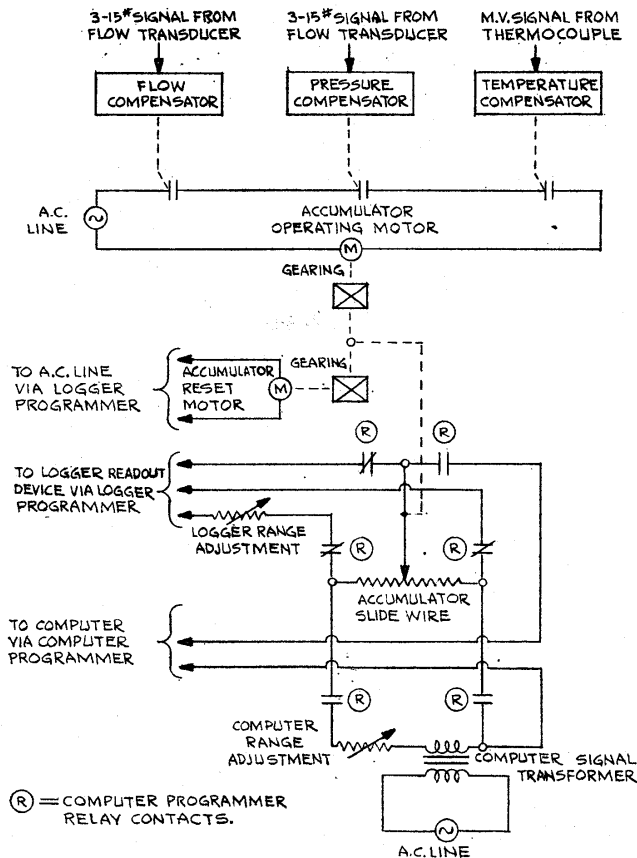 3-15# SIGNAL FROM
FLOW TRANSDUCER
3-15# SIGNAL FROM
FLOW TRANSDUCER
M.V. SIGNAL FROM
THERMOCOUPLE
FLOW
COMPENSATOR
PRESSURE
COMPENSATOR
TEMPERATURE
COMPENSATOR
A.C.
LINE
ACCUMULATOR
OPERATING MOTOR
M
GEARING
TO A.C. LINE
VIA LOGGER
PROGRAMMER
ACCUMULATOR
RESET
MOTOR
M
GEARING
R
R
TO LOGGER READOUT
DEVICE VIA LOGGER
PROGRAMMER
LOGGER RANGE
ADJUSTMENT
R
R
ACCUMULATOR
SLIDE WIRE
TO COMPUTER
VIA COMPUTER
PROGRAMMER
R
R
COMPUTER
RANGE
ADJUSTMENT
COMPUTER SIGNAL
TRANSFORMER
R = COMPUTER PROGRAMMER
RELAY CONTACTS.
A.C. LINE